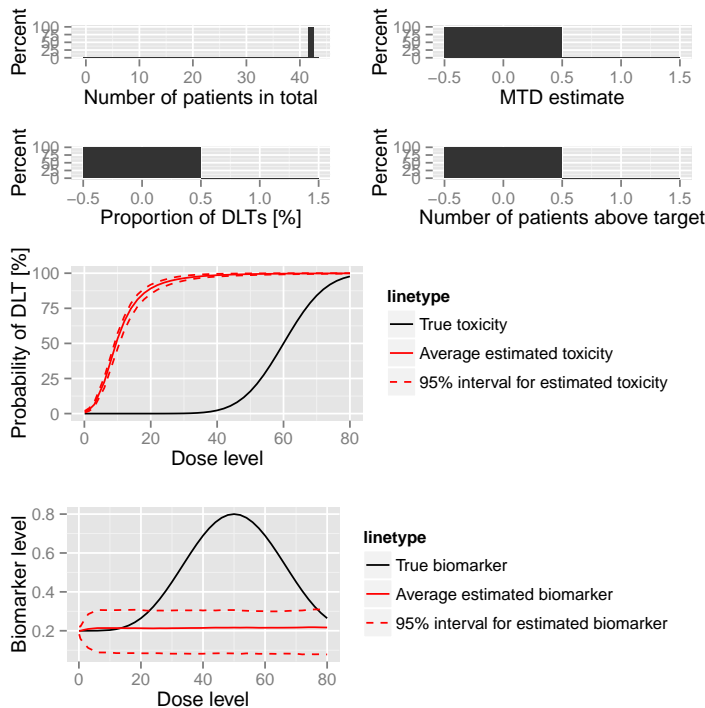 Percent
100
75
50
25
0
0 10 20 30 40
Number of patients in total
Percent
100
75
50
25
0
−0.5 0.0 0.5 1.0 1.5
MTD estimate
Percent
100
75
50
25
0
−0.5 0.0 0.5 1.0 1.5
Proportion of DLTs [%]
Percent
100
75
50
25
0
−0.5 0.0 0.5 1.0 1.5
Number of patients above target
Probability of DLT [%]
100
75
50
25
0
0 20 40 60 80
Dose level
linetype
True toxicity
Average estimated toxicity
95% interval for estimated toxicity
Biomarker level
0.8
0.6
0.4
0.2
0 20 40 60 80
Dose level
linetype
True biomarker
Average estimated biomarker
95% interval for estimated biomarker